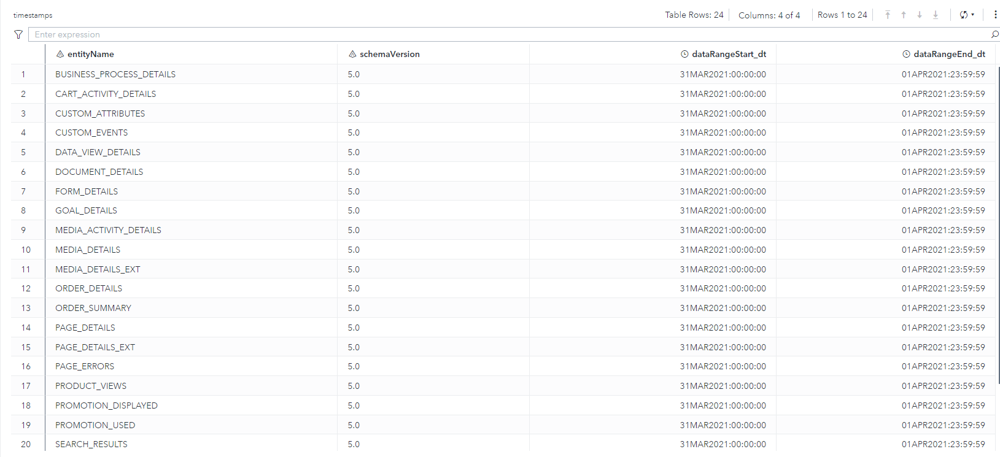 timestamps Table Rows: 24 Columns: 4 of 4 Rows 1 to 24
Enter expression
entityName schemaVersion dataRangeStart_dt dataRangeEnd_dt
1 BUSINESS_PROCESS_DETAILS 5.0 31MAR2021:00:00:00 01APR2021:23:59:59
2 CART_ACTIVITY_DETAILS 5.0 31MAR2021:00:00:00 01APR2021:23:59:59
3 CUSTOM_ATTRIBUTES 5.0 31MAR2021:00:00:00 01APR2021:23:59:59
4 CUSTOM_EVENTS 5.0 31MAR2021:00:00:00 01APR2021:23:59:59
5 DATA_VIEW_DETAILS 5.0 31MAR2021:00:00:00 01APR2021:23:59:59
6 DOCUMENT_DETAILS 5.0 31MAR2021:00:00:00 01APR2021:23:59:59
7 FORM_DETAILS 5.0 31MAR2021:00:00:00 01APR2021:23:59:59
8 GOAL_DETAILS 5.0 31MAR2021:00:00:00 01APR2021:23:59:59
9 MEDIA_ACTIVITY_DETAILS 5.0 31MAR2021:00:00:00 01APR2021:23:59:59
10 MEDIA_DETAILS 5.0 31MAR2021:00:00:00 01APR2021:23:59:59
11 MEDIA_DETAILS_EXT 5.0 31MAR2021:00:00:00 01APR2021:23:59:59
12 ORDER_DETAILS 5.0 31MAR2021:00:00:00 01APR2021:23:59:59
13 ORDER_SUMMARY 5.0 31MAR2021:00:00:00 01APR2021:23:59:59
14 PAGE_DETAILS 5.0 31MAR2021:00:00:00 01APR2021:23:59:59
15 PAGE_DETAILS_EXT 5.0 31MAR2021:00:00:00 01APR2021:23:59:59
16 PAGE_ERRORS 5.0 31MAR2021:00:00:00 01APR2021:23:59:59
17 PRODUCT_VIEWS 5.0 31MAR2021:00:00:00 01APR2021:23:59:59
18 PROMOTION_DISPLAYED 5.0 31MAR2021:00:00:00 01APR2021:23:59:59
19 PROMOTION_USED 5.0 31MAR2021:00:00:00 01APR2021:23:59:59
20 SEARCH_RESULTS 5.0 31MAR2021:00:00:00 01APR2021:23:59:59